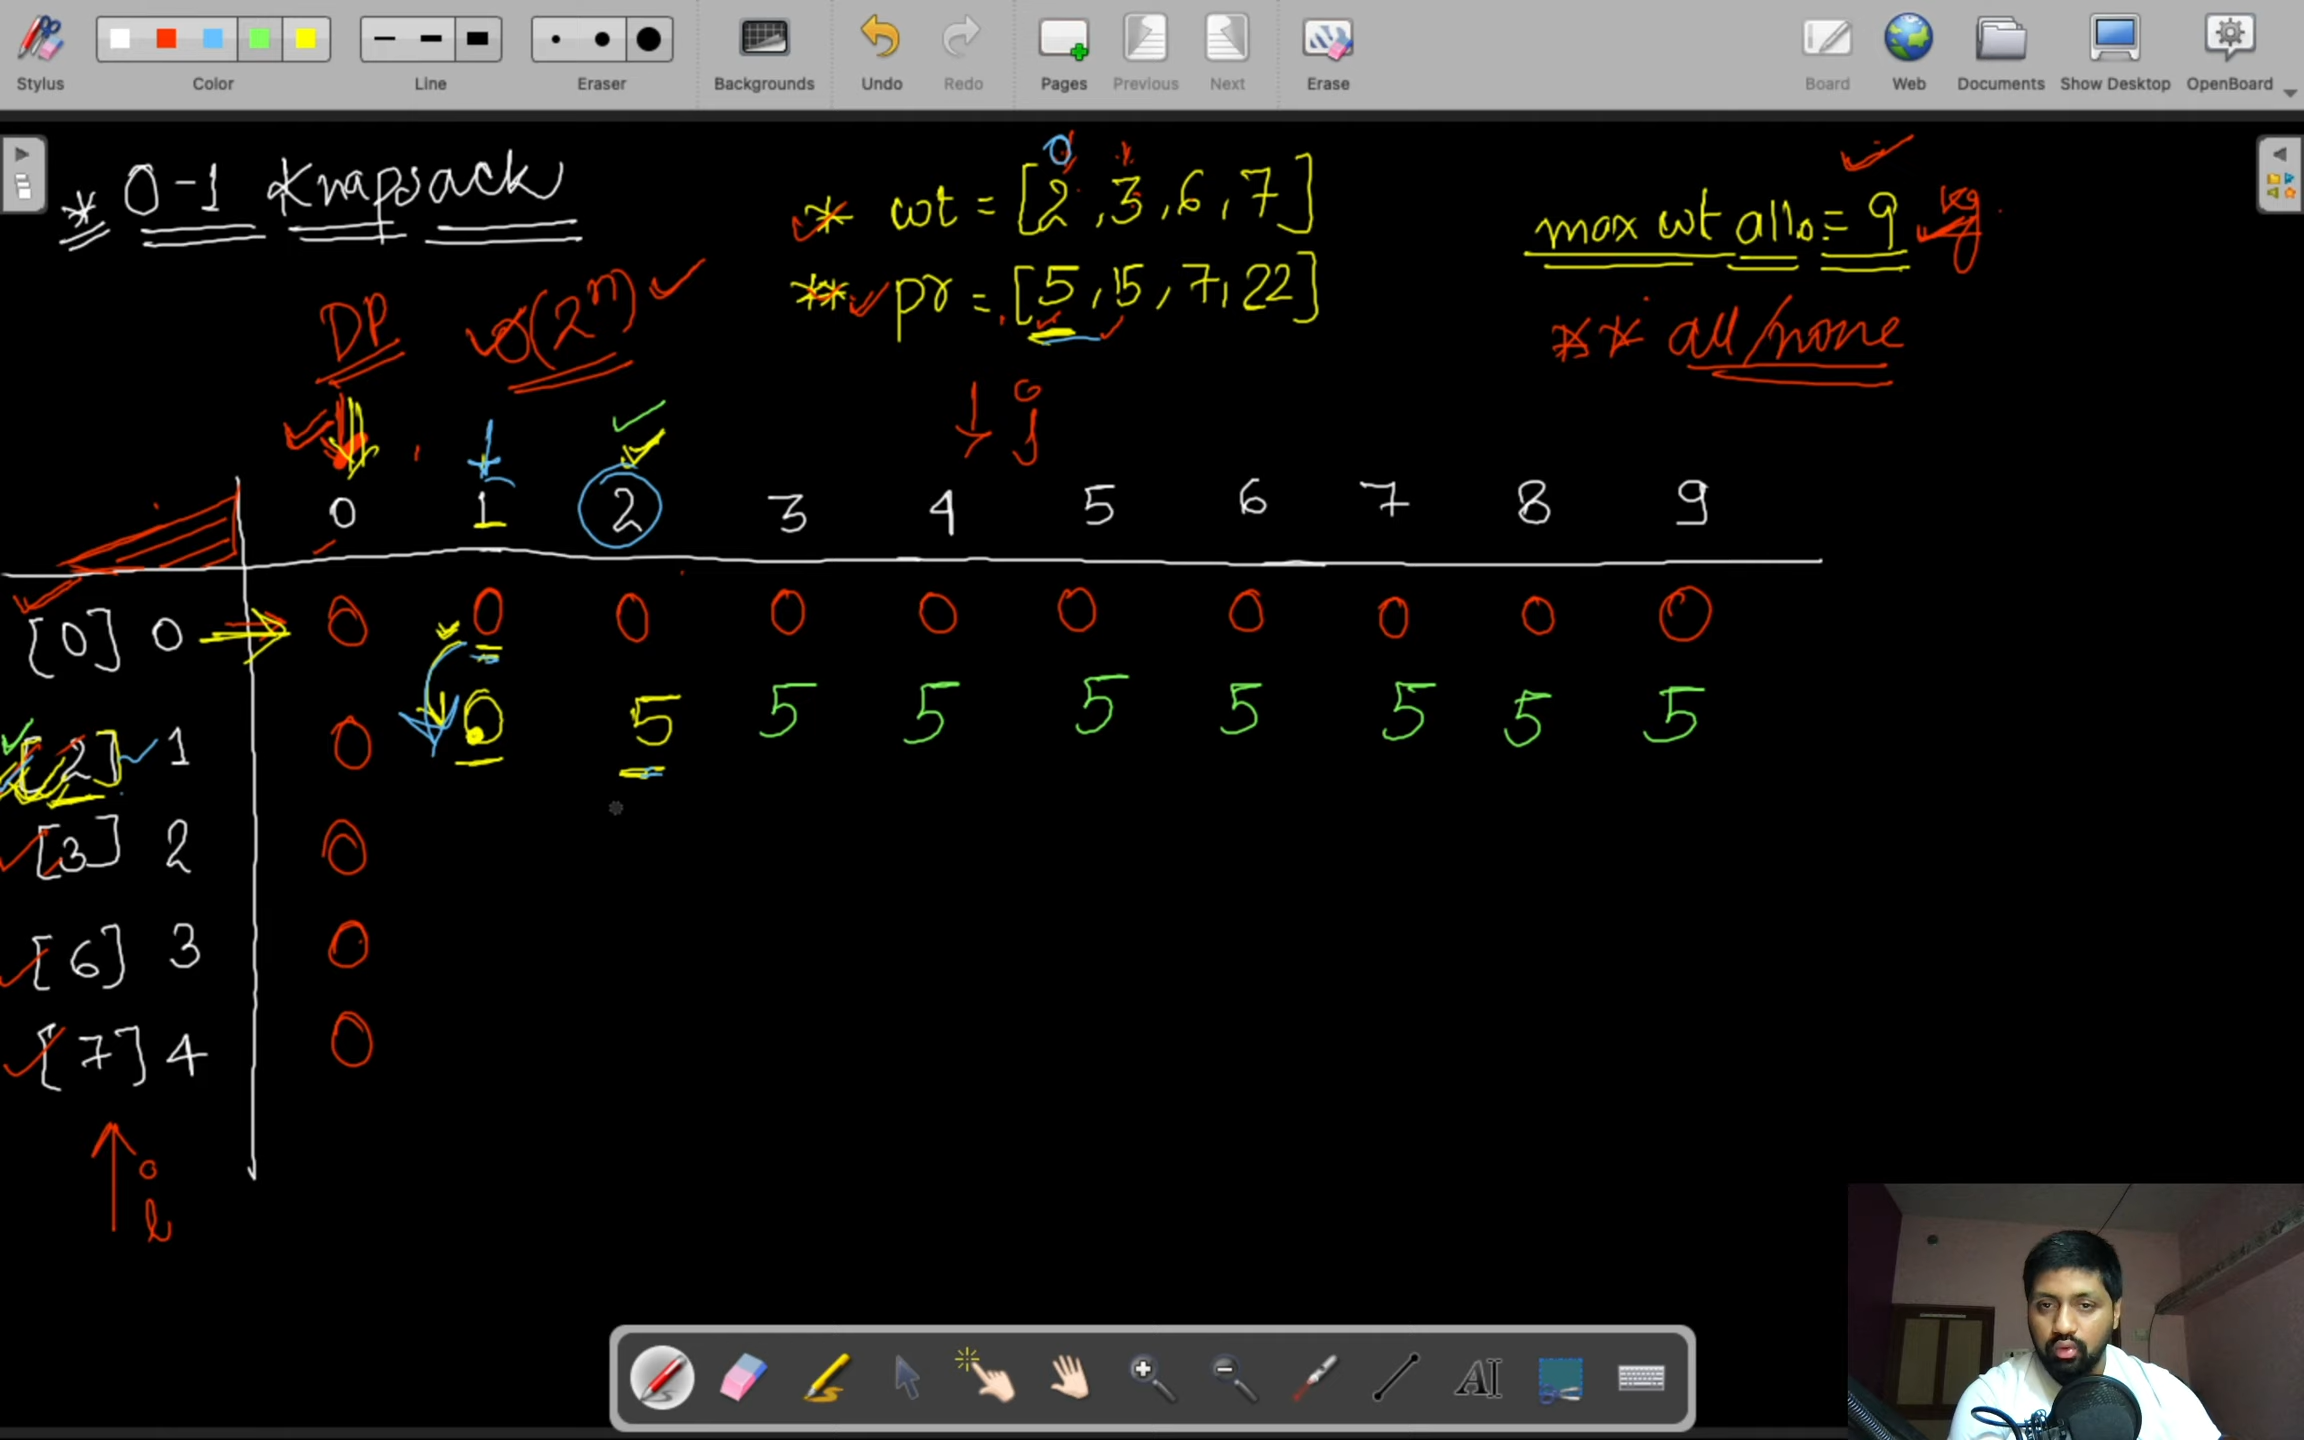 Stylus Color Line Eraser Backgrounds Undo Redo Pages Previous Next Erase Board Web Documents Show Desktop OpenBoard
* 0-1 Knapsack
0
* wt = [2, 3, 6, 7]
** pr = [5, 15, 7, 22]
max wt allo = 9 kg
** all/none
DP O(2^n)
j
0 1 2 3 4 5 6 7 8 9
[0] 0 0 0 0 0 0 0 0 0 0 0
[2] 1 0 0 5 5 5 5 5 5 5 5
[3] 2 0
[6] 3 0
[7] 4 0
i
AI